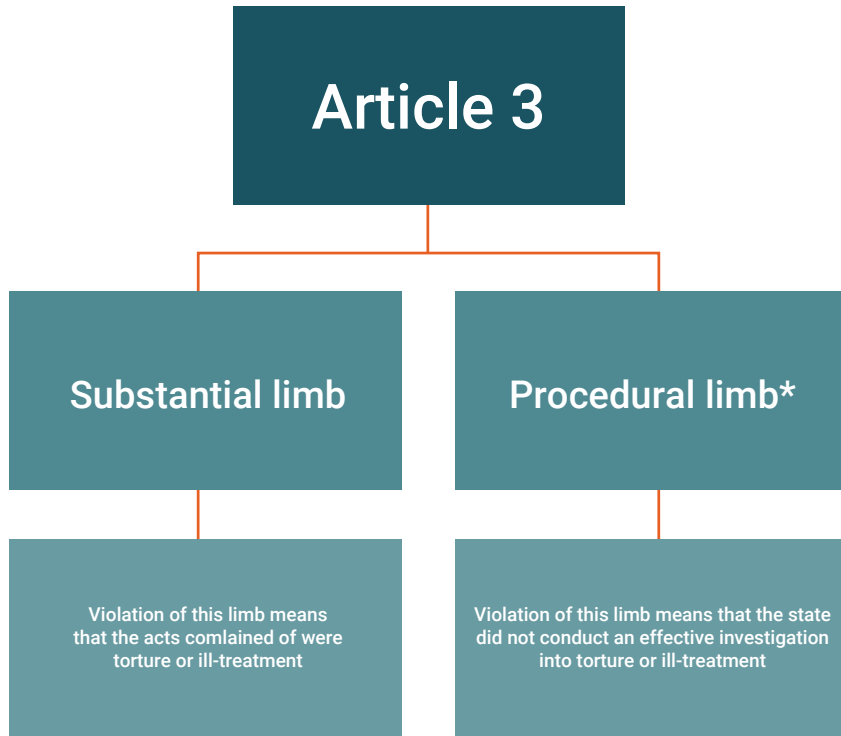 Article 3
Substantial limb
Procedural limb*
Violation of this limb means
that the acts comlained of were
torture or ill-treatment
Violation of this limb means that the state
did not conduct an effective investigation
into torture or ill-treatment